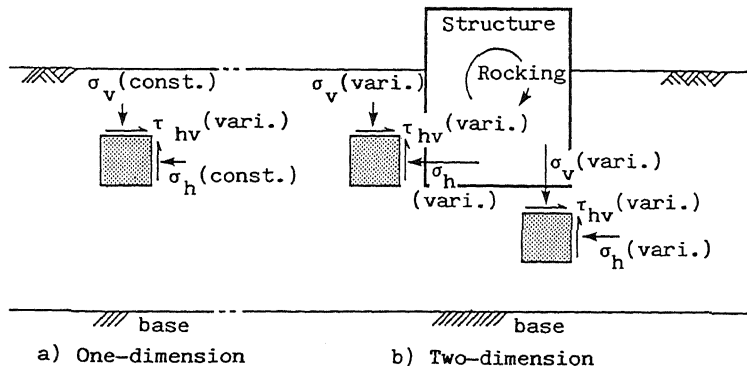 Structure
Rocking
σv(const.)
τhv(vari.)
σh(const.)
σv(vari.)
τhv(vari.)
σh
(vari.)
σv(vari.)
τhv(vari.)
σh(vari.)
base
base
a) One-dimension
b) Two-dimension